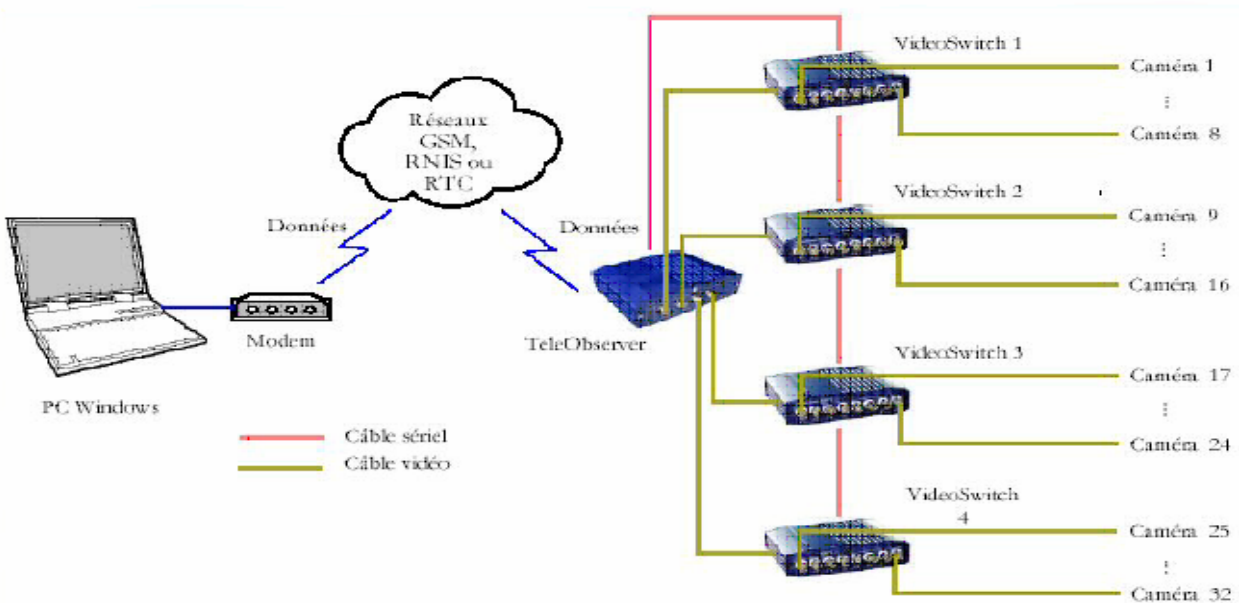 VideoSwitch 1
Caméra 1
Caméra 8
Réseaux
GSM,
RNIS ou
RTC
VideoSwitch 2
Caméra 9
Caméra 16
Données
Données
Modem
TeleObserver
VideoSwitch 3
Caméra 17
Caméra 24
PC Windows
Câble sériel
Câble vidéo
VideoSwitch
4
Caméra 25
Caméra 32